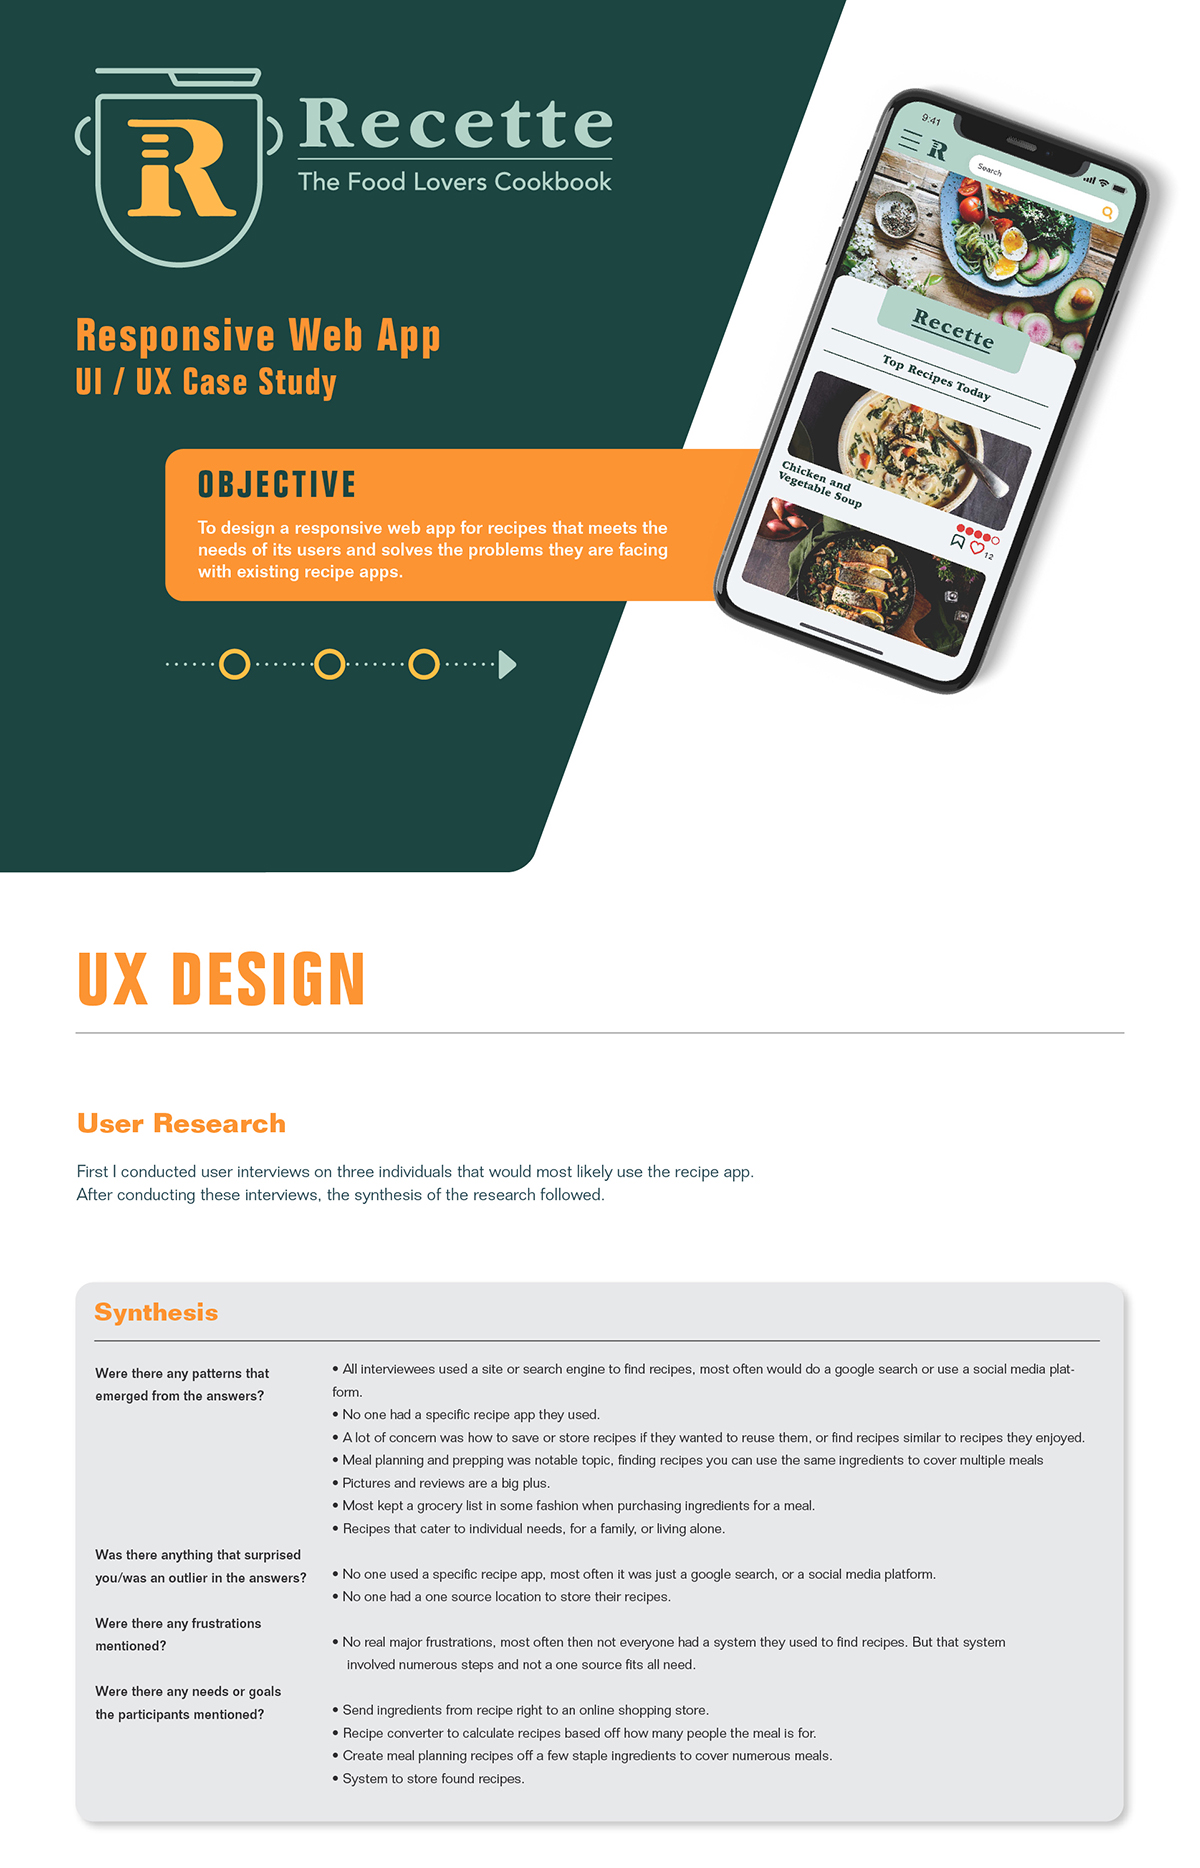 R
Recette
The Food Lovers Cookbook
Responsive Web App
UI / UX Case Study
OBJECTIVE
To design a responsive web app for recipes that meets the
needs of its users and solves the problems they are facing
with existing recipe apps.
9:41
R
Search
Recette
Top Recipes Today
Chicken and
Vegetable Soup
12
UX DESIGN
User Research
First I conducted user interviews on three individuals that would most likely use the recipe app.
After conducting these interviews, the synthesis of the research followed.
Synthesis
Were there any patterns that
emerged from the answers?
• All interviewees used a site or search engine to find recipes, most often would do a google search or use a social media plat-
form.
• No one had a specific recipe app they used.
• A lot of concern was how to save or store recipes if they wanted to reuse them, or find recipes similar to recipes they enjoyed.
• Meal planning and prepping was notable topic, finding recipes you can use the same ingredients to cover multiple meals
• Pictures and reviews are a big plus.
• Most kept a grocery list in some fashion when purchasing ingredients for a meal.
• Recipes that cater to individual needs, for a family, or living alone.
Was there anything that surprised
you/was an outlier in the answers?
• No one used a specific recipe app, most often it was just a google search, or a social media platform.
• No one had a one source location to store their recipes.
Were there any frustrations
mentioned?
• No real major frustrations, most often then not everyone had a system they used to find recipes. But that system
involved numerous steps and not a one source fits all need.
Were there any needs or goals
the participants mentioned?
• Send ingredients from recipe right to an online shopping store.
• Recipe converter to calculate recipes based off how many people the meal is for.
• Create meal planning recipes off a few staple ingredients to cover numerous meals.
• System to store found recipes.